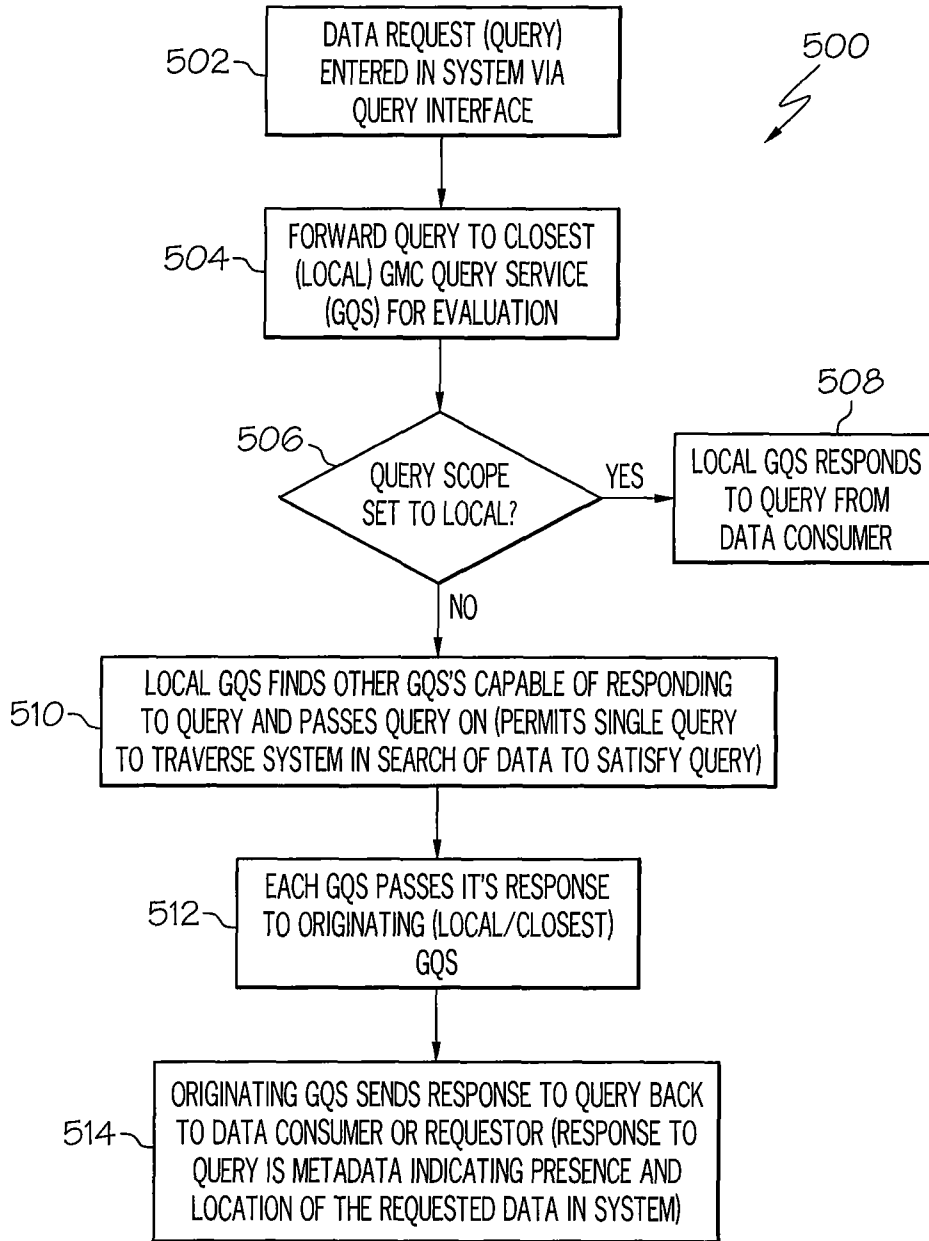 DATA REQUEST (QUERY)
ENTERED IN SYSTEM VIA
QUERY INTERFACE
502
500
FORWARD QUERY TO CLOSEST
(LOCAL) GMC QUERY SERVICE
(GQS) FOR EVALUATION
504
506
QUERY SCOPE
SET TO LOCAL?
YES
508
LOCAL GQS RESPONDS
TO QUERY FROM
DATA CONSUMER
NO
510
LOCAL GQS FINDS OTHER GQS'S CAPABLE OF RESPONDING
TO QUERY AND PASSES QUERY ON (PERMITS SINGLE QUERY
TO TRAVERSE SYSTEM IN SEARCH OF DATA TO SATISFY QUERY)
512
EACH GQS PASSES IT'S RESPONSE
TO ORIGINATING (LOCAL/CLOSEST)
GQS
514
ORIGINATING GQS SENDS RESPONSE TO QUERY BACK
TO DATA CONSUMER OR REQUESTOR (RESPONSE TO
QUERY IS METADATA INDICATING PRESENCE AND
LOCATION OF THE REQUESTED DATA IN SYSTEM)